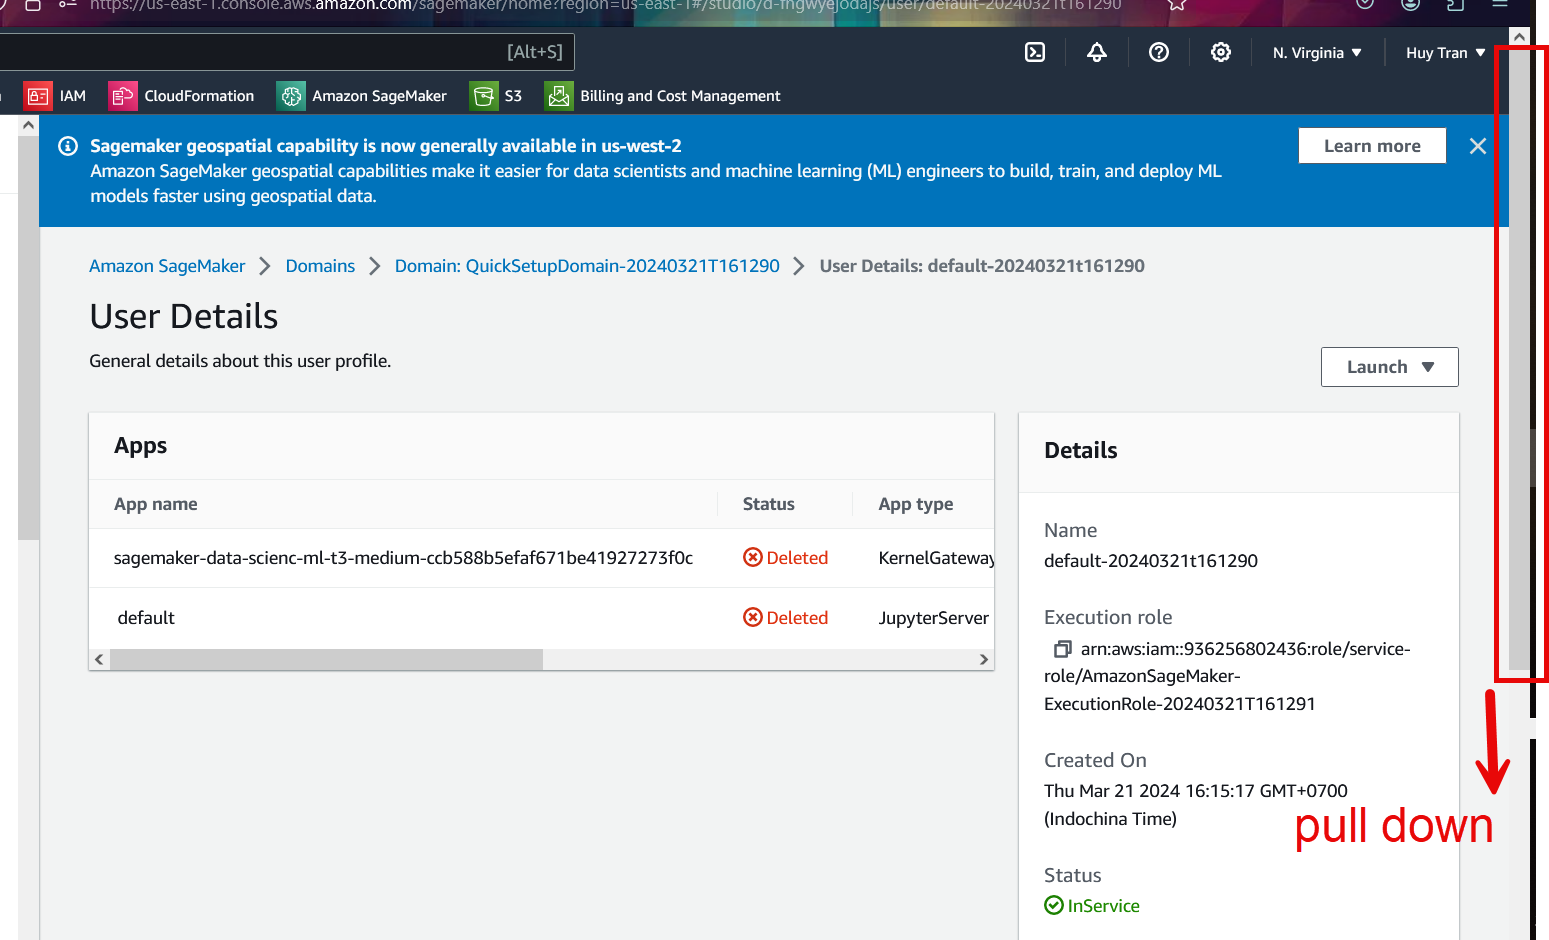 https://us-east-1.console.aws.amazon.com/sagemaker/home?region=us-east-1#/studio/d-fngwyejodajs/user/default-20240321t161290
[Alt+S]
N. Virginia
Huy Tran
IAM
CloudFormation
Amazon SageMaker
S3
Billing and Cost Management
Sagemaker geospatial capability is now generally available in us-west-2
Amazon SageMaker geospatial capabilities make it easier for data scientists and machine learning (ML) engineers to build, train, and deploy ML
models faster using geospatial data.
Learn more
Amazon SageMaker
Domains
Domain: QuickSetupDomain-20240321T161290
User Details: default-20240321t161290
User Details
General details about this user profile.
Launch
Apps
App name
Status
App type
sagemaker-data-scienc-ml-t3-medium-ccb588b5efaf671be41927273f0c
Deleted
KernelGateway
default
Deleted
JupyterServer
Details
Name
default-20240321t161290
Execution role
arn:aws:iam::936256802436:role/service-
role/AmazonSageMaker-
ExecutionRole-20240321T161291
Created On
Thu Mar 21 2024 16:15:17 GMT+0700
(Indochina Time)
pull down
Status
InService